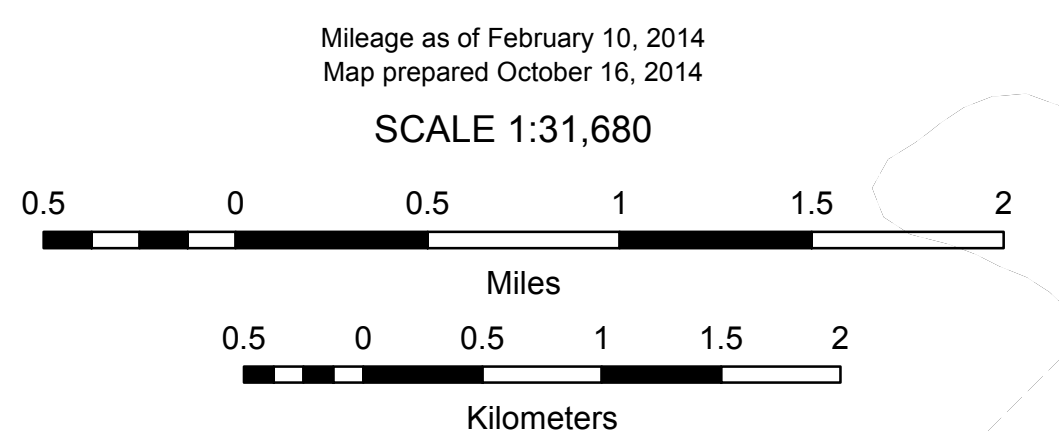 Mileage as of February 10, 2014
Map prepared October 16, 2014
SCALE 1:31,680
0.5 0 0.5 1 1.5 2
Miles
0.5 0 0.5 1 1.5 2
Kilometers